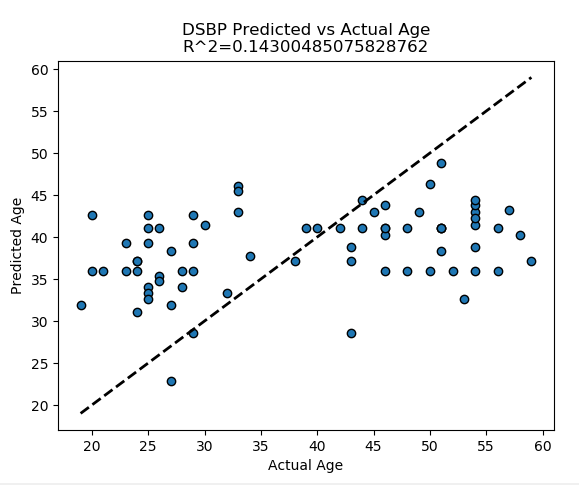 DSBP Predicted vs Actual Age
R^2=0.14300485075828762
60
55
50
45
40
35
30
25
20
Predicted Age
20 25 30 35 40 45 50 55 60
Actual Age